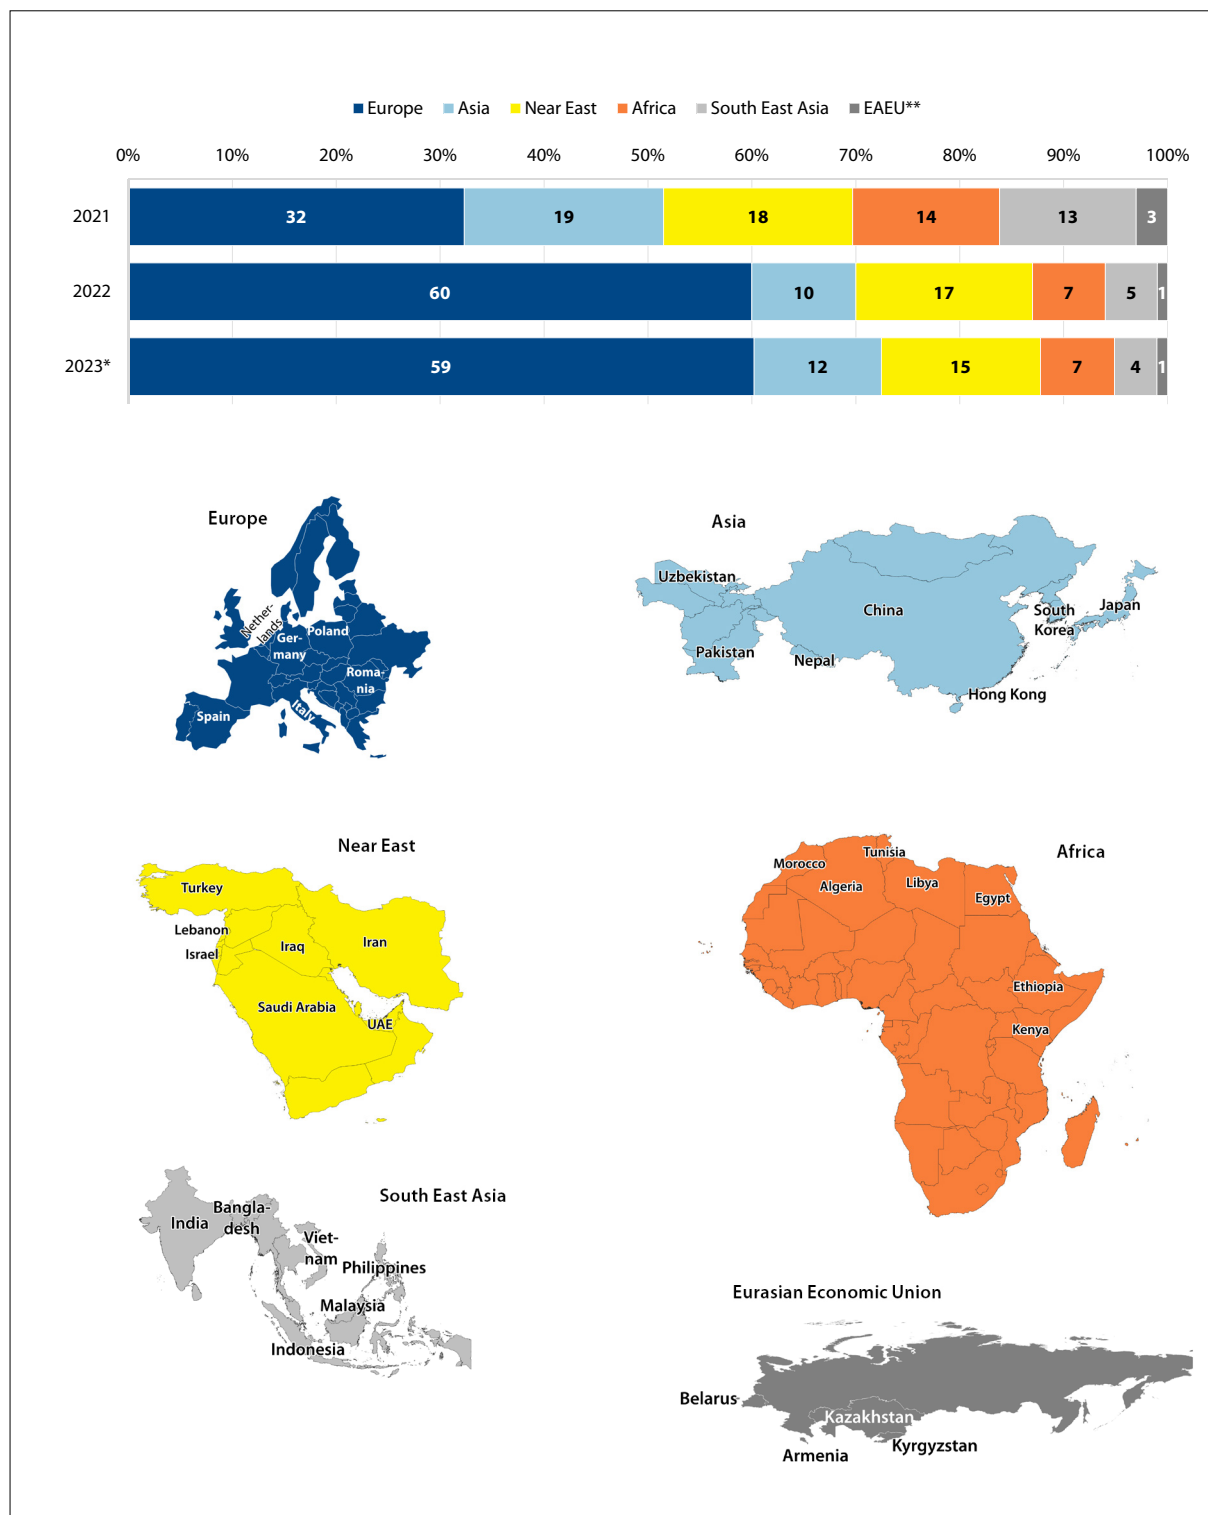 Europe Asia Near East Africa South East Asia EAEU**
0% 10% 20% 30% 40% 50% 60% 70% 80% 90% 100%
2021 32 19 18 14 13 3
2022 60 10 17 7 5 1
2023* 59 12 15 7 4 1
Europe
Nether-
lands
Ger-
many
Poland
Roma-
nia
Italy
Spain
Asia
Uzbekistan
China
South
Korea
Japan
Pakistan
Nepal
Hong Kong
Near East
Turkey
Lebanon
Israel
Iraq
Iran
Saudi Arabia
UAE
Africa
Morocco
Tunisia
Algeria
Libya
Egypt
Ethiopia
Kenya
South East Asia
India
Bangla-
desh
Viet-
nam
Philippines
Malaysia
Indonesia
Eurasian Economic Union
Belarus
Kazakhstan
Armenia
Kyrgyzstan